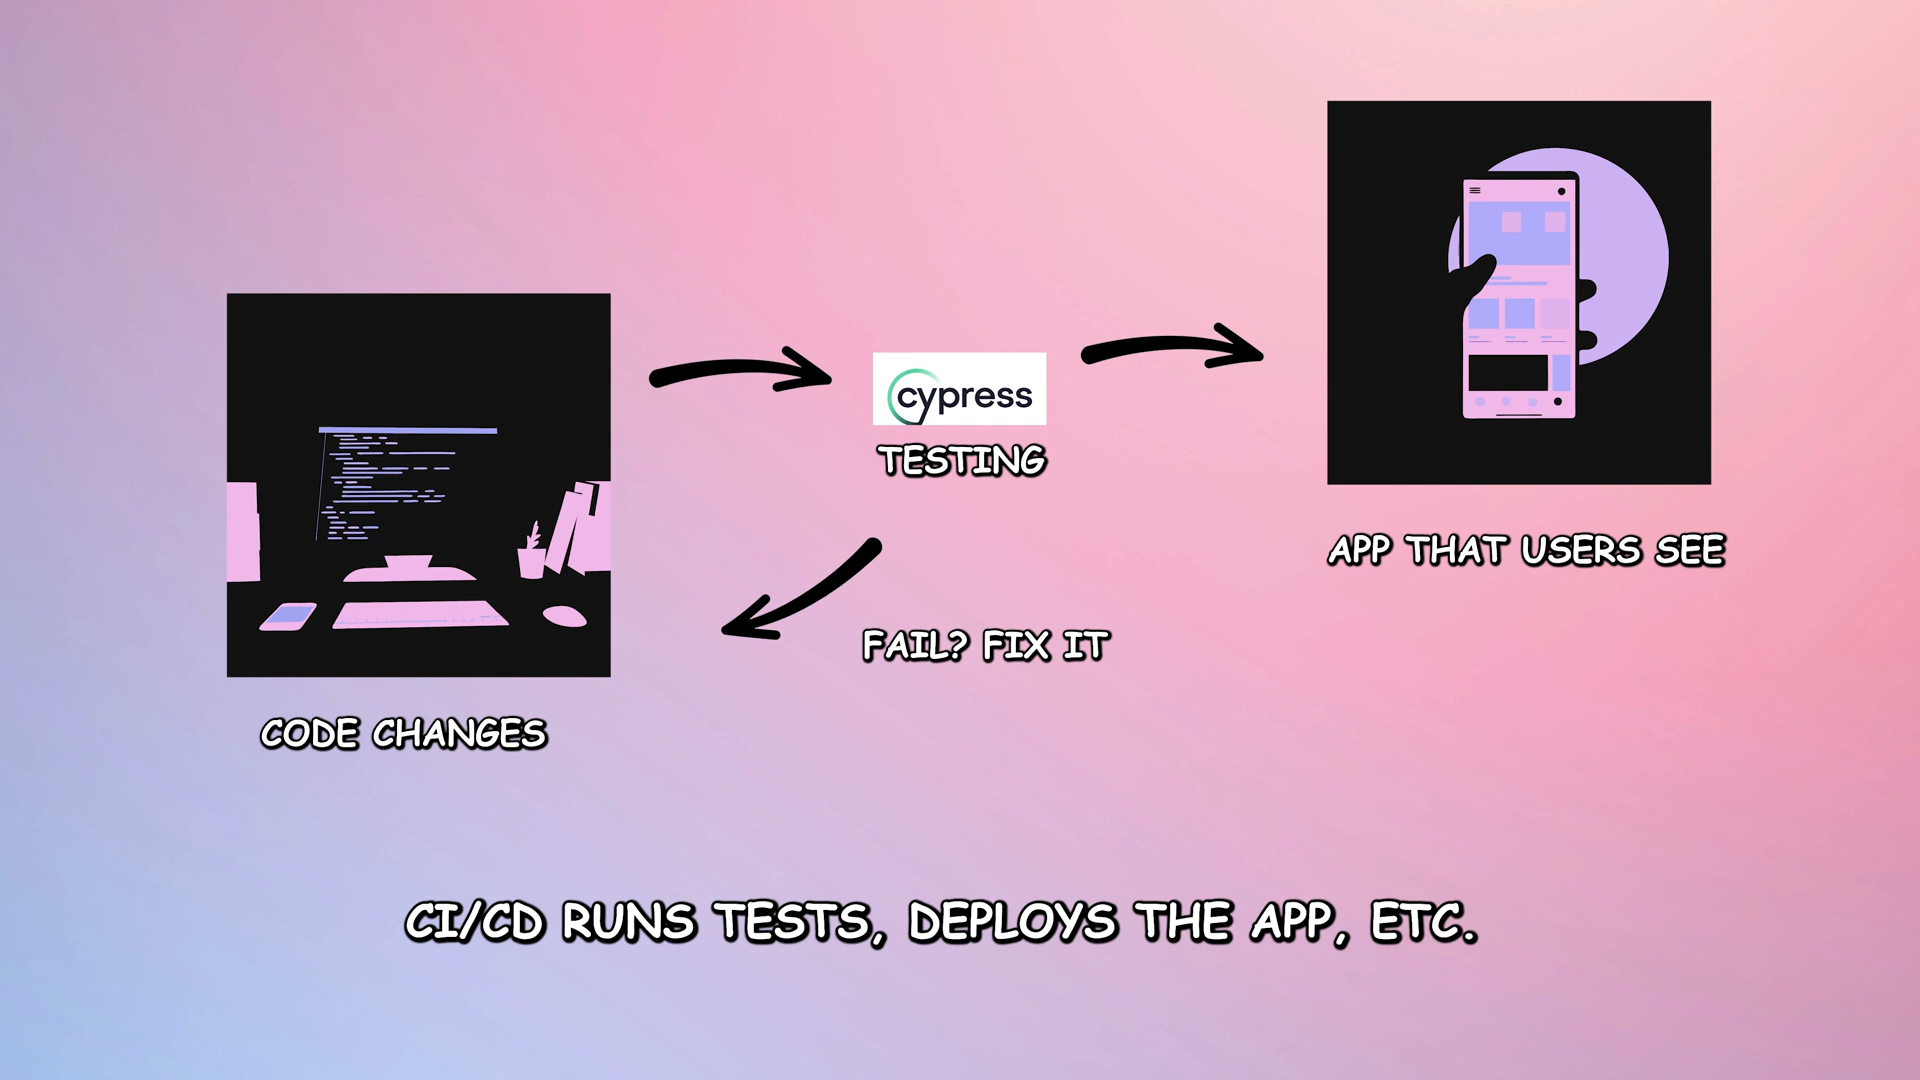 cypress
TESTING
APP THAT USERS SEE
FAIL? FIX IT
CODE CHANGES
CI/CD RUNS TESTS, DEPLOYS THE APP, ETC.